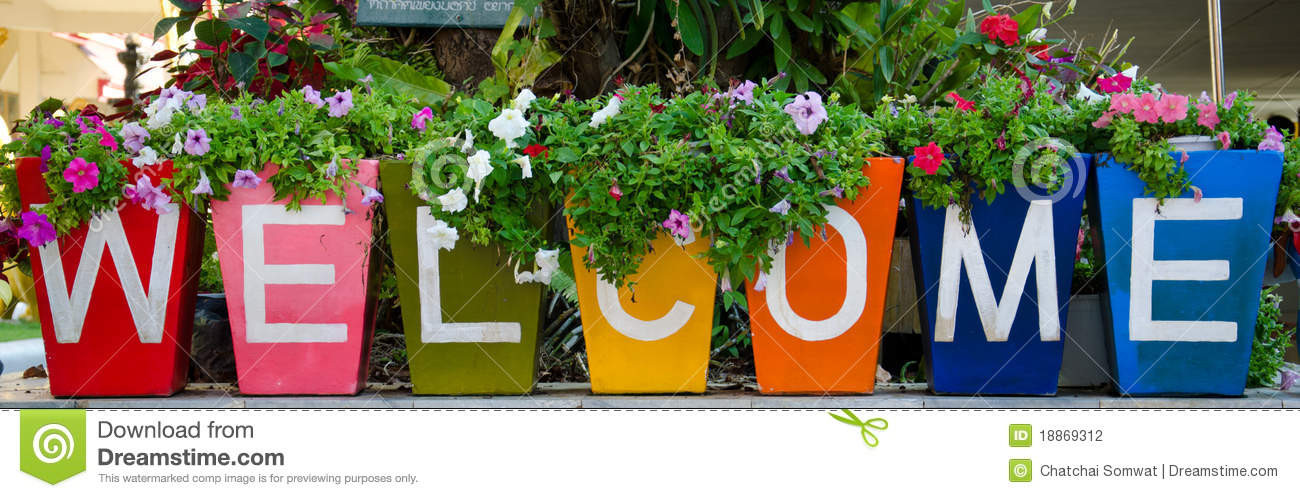 WELCOME
Download from
Dreamstime.com
This watermarked comp image is for previewing purposes only.
ID 18869312
© Chatchai Somwat | Dreamstime.com